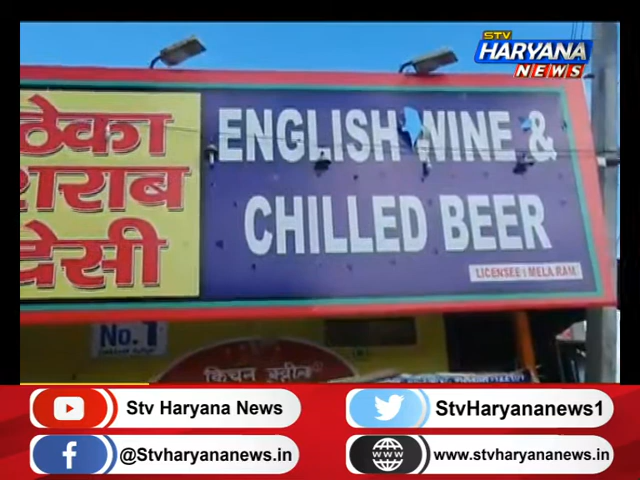 STV
HARYANA
NEWS
ठेका
शराब
देसी
ENGLISH WINE &
CHILLED BEER
LICENSEE : MELA RAM
No.1
किचन क्वीन
Stv Haryana News
StvHaryananews1
@Stvharyananews.in
www.stvharyananews.in